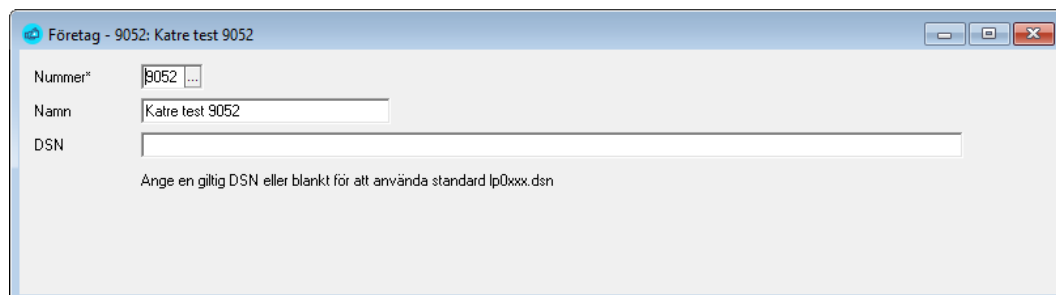 Företag - 9052: Katre test 9052
Nummer* 9052 ...
Namn Katre test 9052
DSN
Ange en giltig DSN eller blankt för att använda standard lp0xxx.dsn